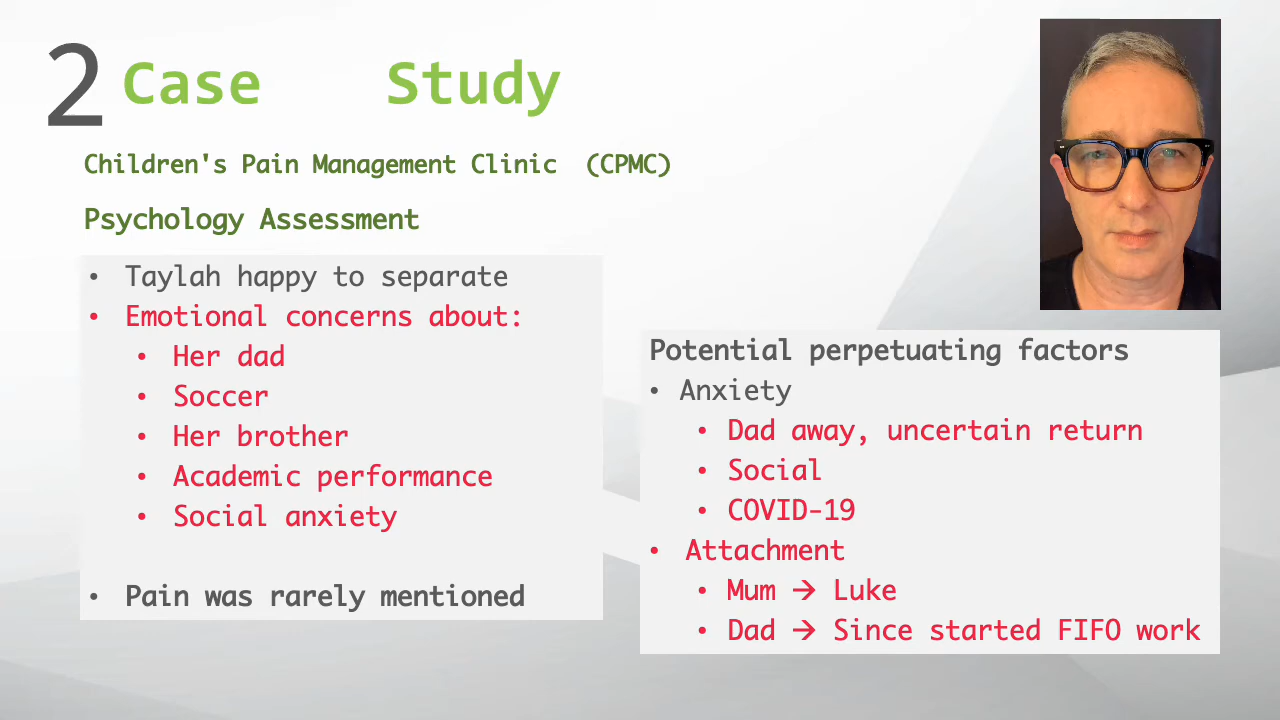 2 Case Study
Children's Pain Management Clinic (CPMC)
Psychology Assessment
• Taylah happy to separate
• Emotional concerns about:
• Her dad
• Soccer
• Her brother
• Academic performance
• Social anxiety
• Pain was rarely mentioned
Potential perpetuating factors
• Anxiety
• Dad away, uncertain return
• Social
• COVID-19
• Attachment
• Mum → Luke
• Dad → Since started FIFO work